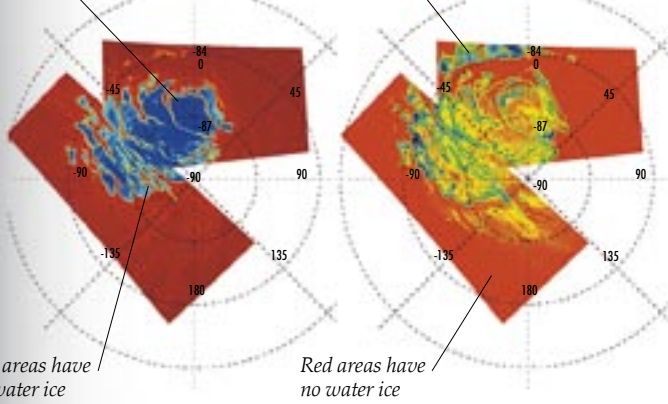 -84 -84
0 0
-45 45 -45 45
-87 -87
-90 -90 90 -90 -90 90
-135 135 -135 135
180 180
areas have
water ice
Red areas have
no water ice